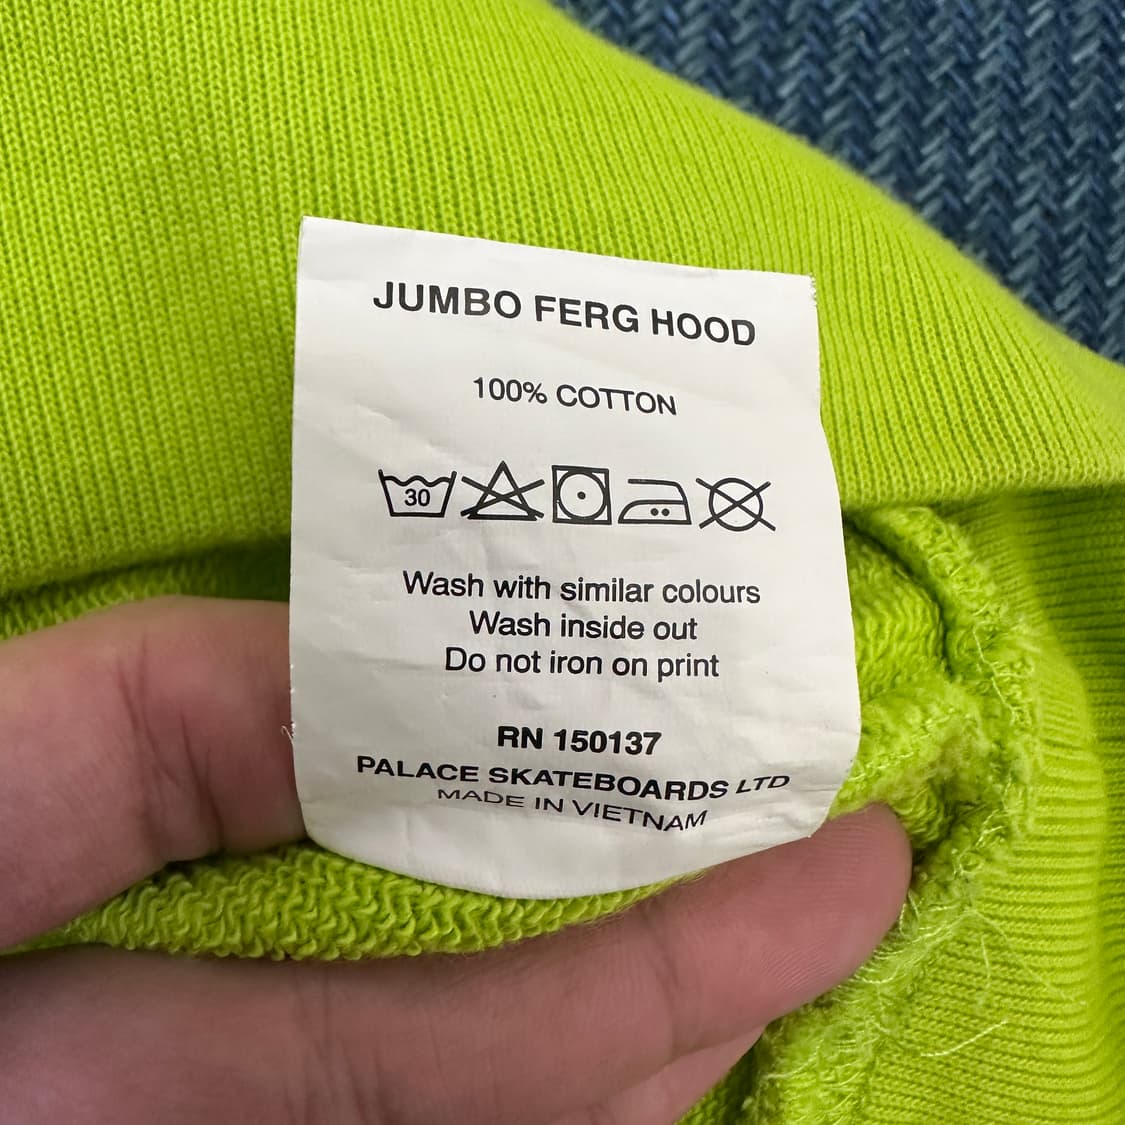 JUMBO FERG HOOD
100% COTTON
30
Wash with similar colours
Wash inside out
Do not iron on print
RN 150137
PALACE SKATEBOARDS LTD
MADE IN VIETNAM